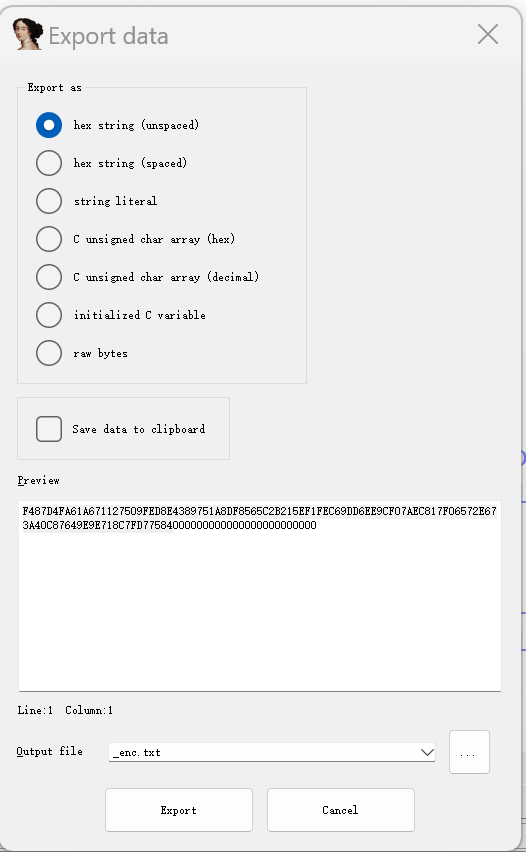 Export data
Export as
hex string (unspaced)
hex string (spaced)
string literal
C unsigned char array (hex)
C unsigned char array (decimal)
initialized C variable
raw bytes
Save data to clipboard
Preview
F487D4FA61A671127509FED8E4389751A8DF8565C2B215EF1FEC69DD6EE9CF07AEC817F06572E67
3A40C87649E9E718C7FD77584000000000000000000000000
Line:1 Column:1
Output file
_enc.txt
...
Export
Cancel